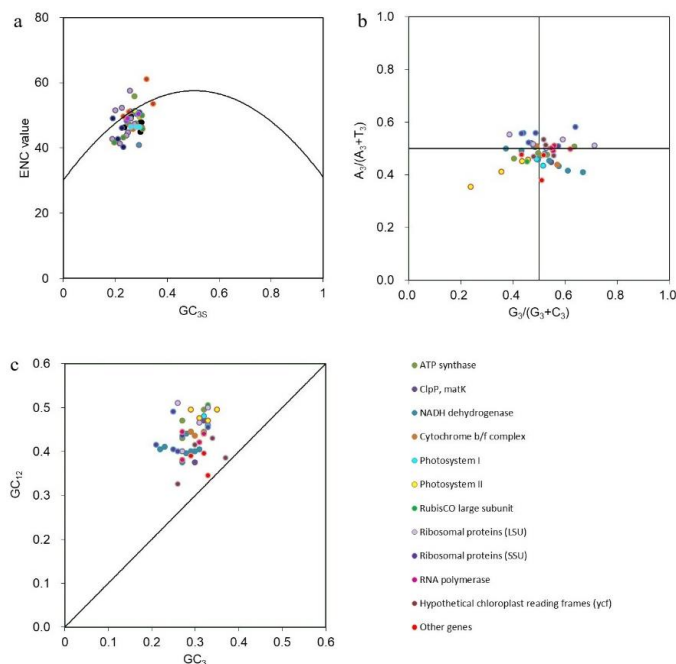 a
80
60
40
20
0
ENC value
0 0.2 0.4 0.6 0.8 1
GC3S
b
1.0
0.8
0.6
0.4
0.2
0.0
A3/(A3+T3)
0.0 0.2 0.4 0.6 0.8 1.0
G3/(G3+C3)
c
0.6
0.5
0.4
0.3
0.2
0.1
0.0
GC12
0 0.1 0.2 0.3 0.4 0.5 0.6
GC3
ATP synthase
ClpP, matK
NADH dehydrogenase
Cytochrome b/f complex
Photosystem I
Photosystem II
RubisCO large subunit
Ribosomal proteins (LSU)
Ribosomal proteins (SSU)
RNA polymerase
Hypothetical chloroplast reading frames (ycf)
Other genes